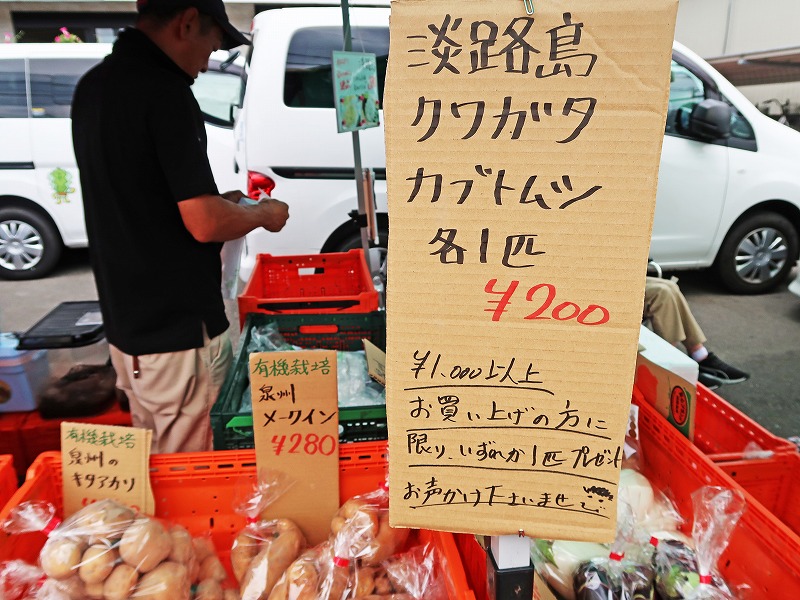 淡路島
クワガタ
カブトムシ
各1匹
¥200
¥1,000以上
お買い上げの方に
限り、いずれか1匹プレゼント
お声かけ下さいませ
有機栽培
泉州
メークイン
¥280
有機栽培
泉州の
キタアカリ